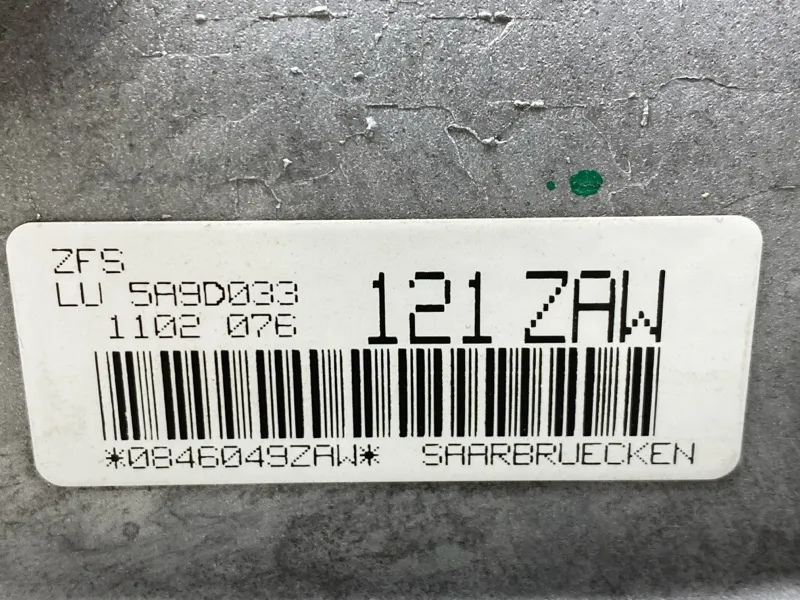 ZFS
LU 5A9D033
1102 076
121 ZAW
*0846049ZAW* SAARBRUECKEN